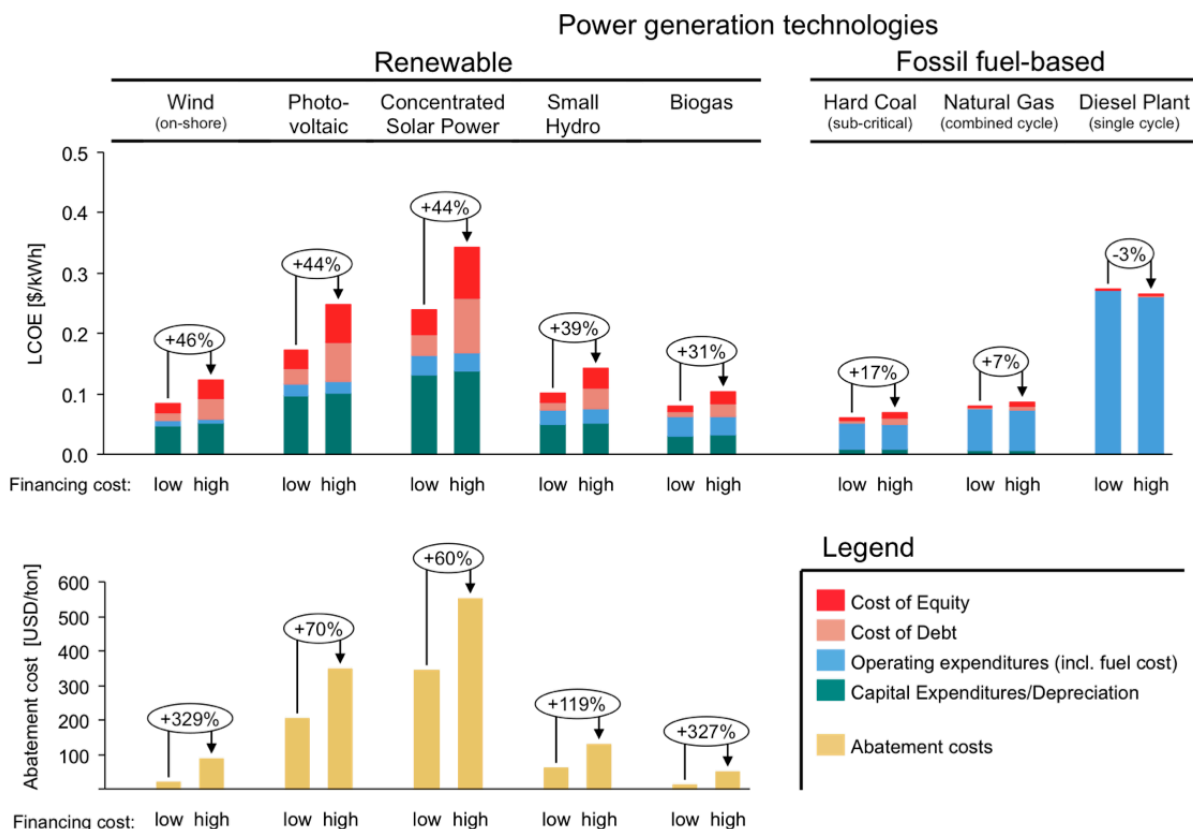 Power generation technologies
Renewable
Fossil fuel-based
Wind
(on-shore)
Photo-
voltaic
Concentrated
Solar Power
Small
Hydro
Biogas
Hard Coal
(sub-critical)
Natural Gas
(combined cycle)
Diesel Plant
(single cycle)
LCOE [$/kWh]
0.5
0.4
0.3
0.2
0.1
0.0
+46%
+44%
+44%
+39%
+31%
+17%
+7%
-3%
Financing cost: low high low high low high low high low high low high low high low high
Abatement cost [USD/ton]
600
500
400
300
200
100
+329%
+70%
+60%
+119%
+327%
Financing cost: low high low high low high low high low high
Legend
Cost of Equity
Cost of Debt
Operating expenditures (incl. fuel cost)
Capital Expenditures/Depreciation
Abatement costs